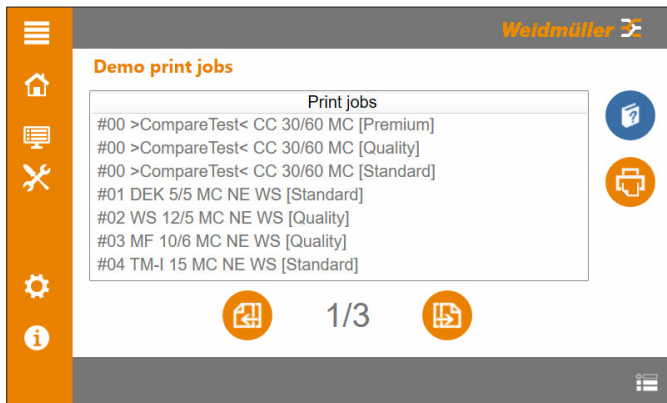 Weidmüller
Demo print jobs
Print jobs
#00 >CompareTest< CC 30/60 MC [Premium]
#00 >CompareTest< CC 30/60 MC [Quality]
#00 >CompareTest< CC 30/60 MC [Standard]
#01 DEK 5/5 MC NE WS [Standard]
#02 WS 12/5 MC NE WS [Quality]
#03 MF 10/6 MC NE WS [Quality]
#04 TM-I 15 MC NE WS [Standard]
1/3